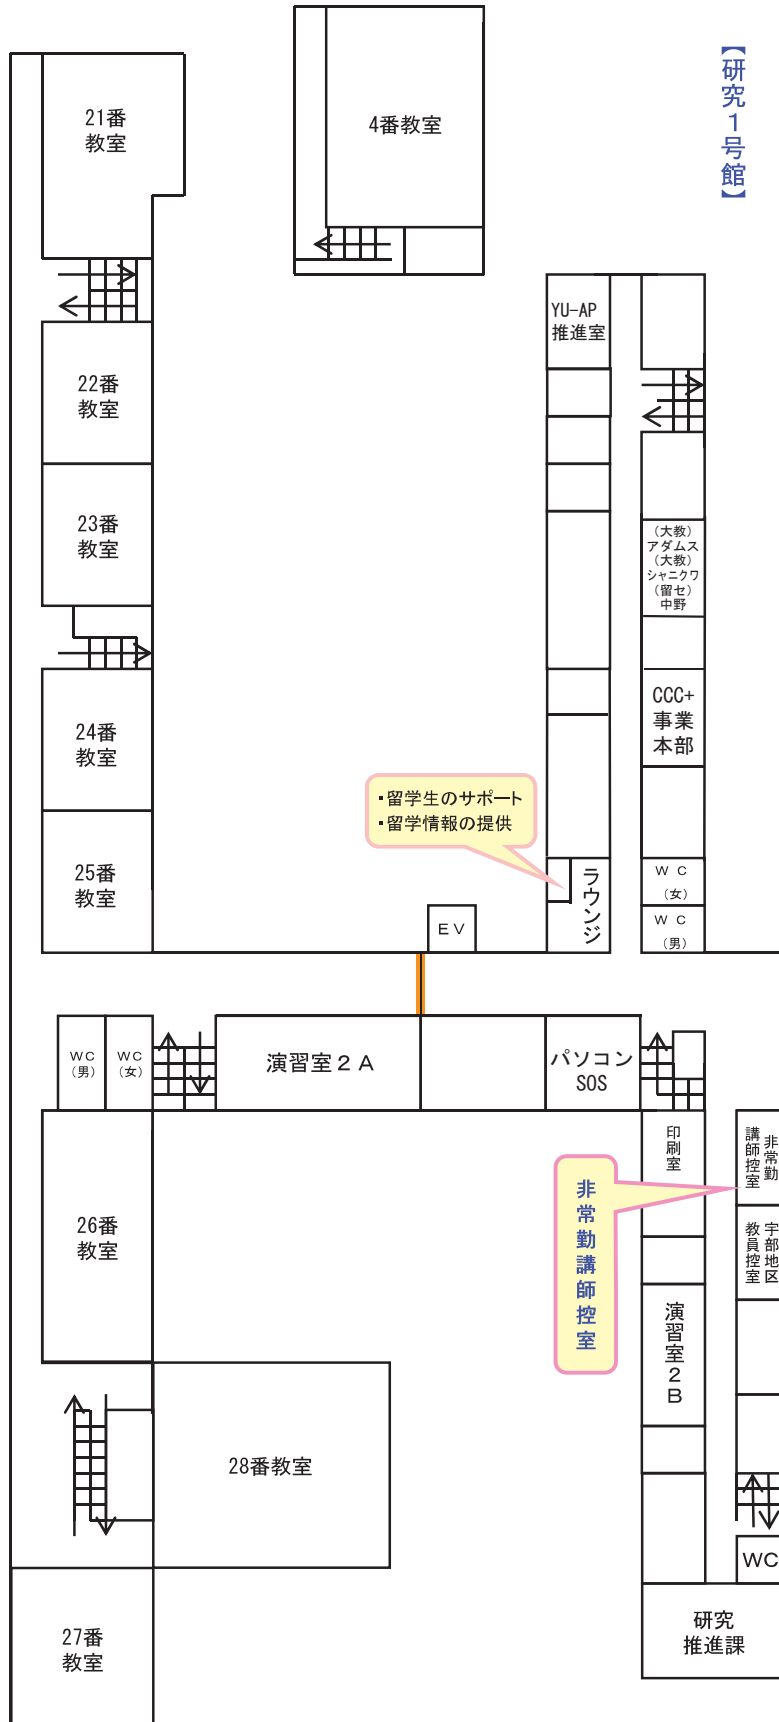 【研究1号館】
21番
教室
4番教室
YU-AP
推進室
22番
教室
23番
教室
(大教)
アダムス
(大教)
シャニクワ
(留セ)
中野
24番
教室
CCC+
事業
本部
・留学生のサポート
・留学情報の提供
25番
教室
ラウンジ
WC
(女)
WC
(男)
EV
WC
(男)
WC
(女)
演習室2A
パソコン
SOS
印刷室
非常勤
講師控室
非常勤講師控室
宇部地区
教員控室
26番
教室
演習室2B
28番教室
WC
27番
教室
研究
推進課